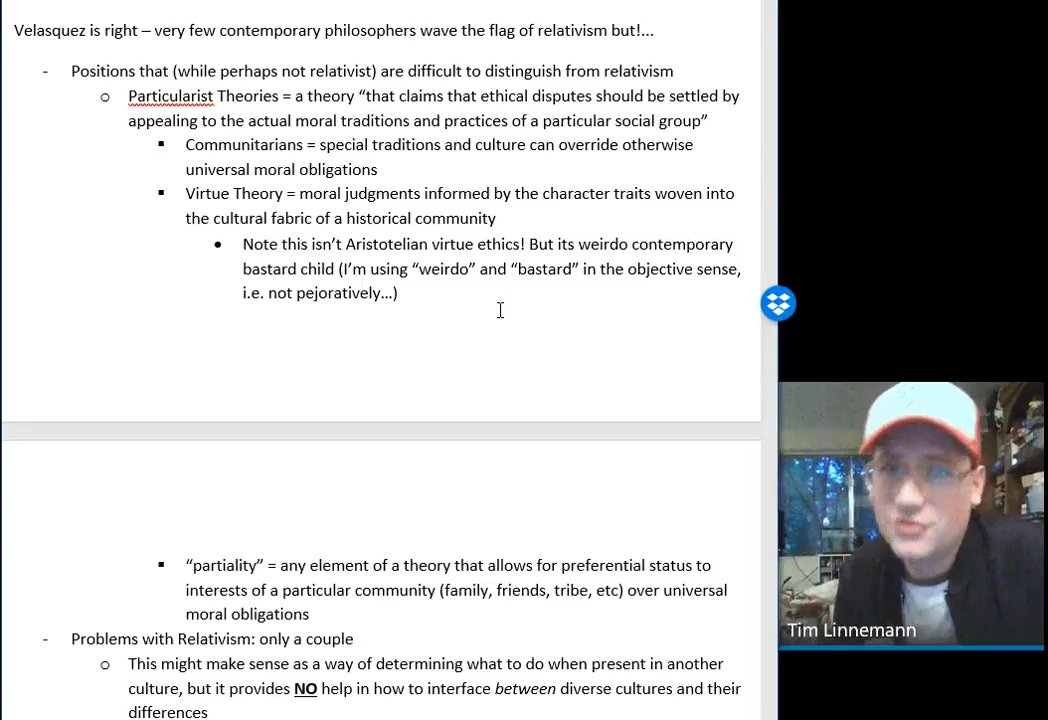 Velasquez is right – very few contemporary philosophers wave the flag of relativism but!...
- Positions that (while perhaps not relativist) are difficult to distinguish from relativism
o Particularist Theories = a theory “that claims that ethical disputes should be settled by
appealing to the actual moral traditions and practices of a particular social group”
▪ Communitarians = special traditions and culture can override otherwise
universal moral obligations
▪ Virtue Theory = moral judgments informed by the character traits woven into
the cultural fabric of a historical community
• Note this isn’t Aristotelian virtue ethics! But its weirdo contemporary
bastard child (I’m using “weirdo” and “bastard” in the objective sense,
i.e. not pejoratively…)
▪ “partiality” = any element of a theory that allows for preferential status to
interests of a particular community (family, friends, tribe, etc) over universal
moral obligations
- Problems with Relativism: only a couple
o This might make sense as a way of determining what to do when present in another
culture, but it provides NO help in how to interface between diverse cultures and their
differences
Tim Linnemann